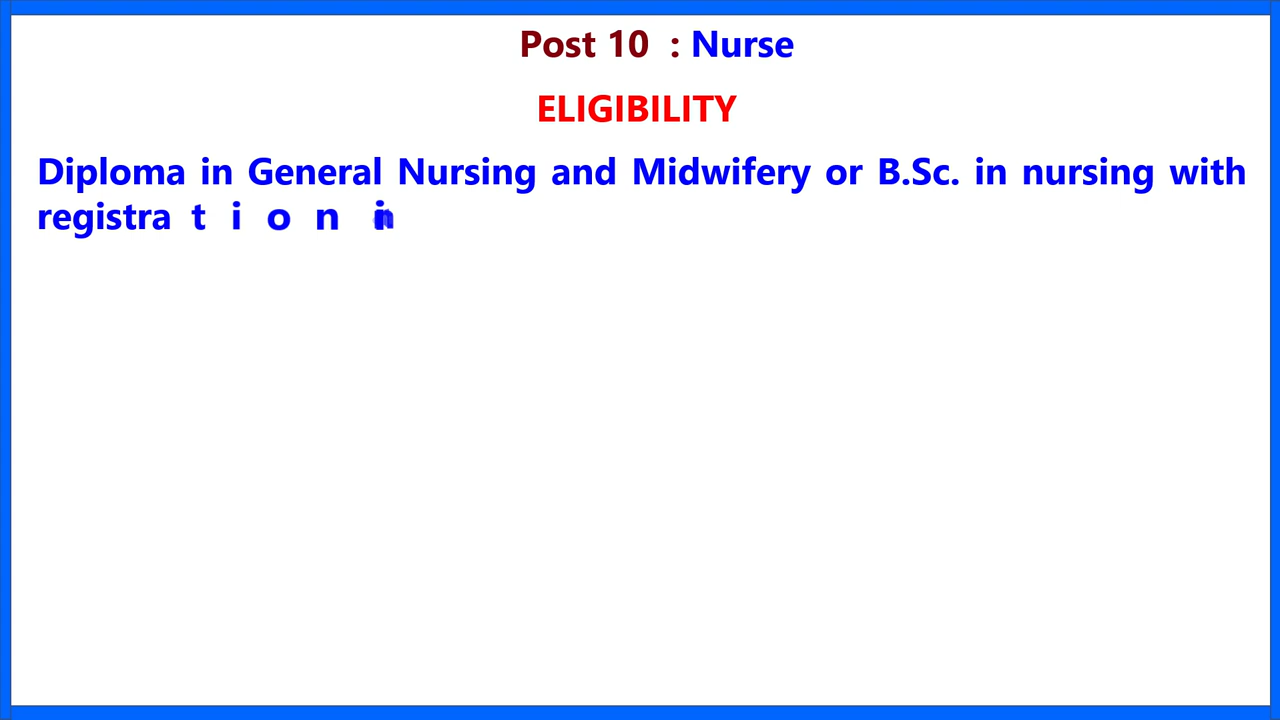 Post 10 : Nurse
ELIGIBILITY
Diploma in General Nursing and Midwifery or B.Sc. in nursing with
registration